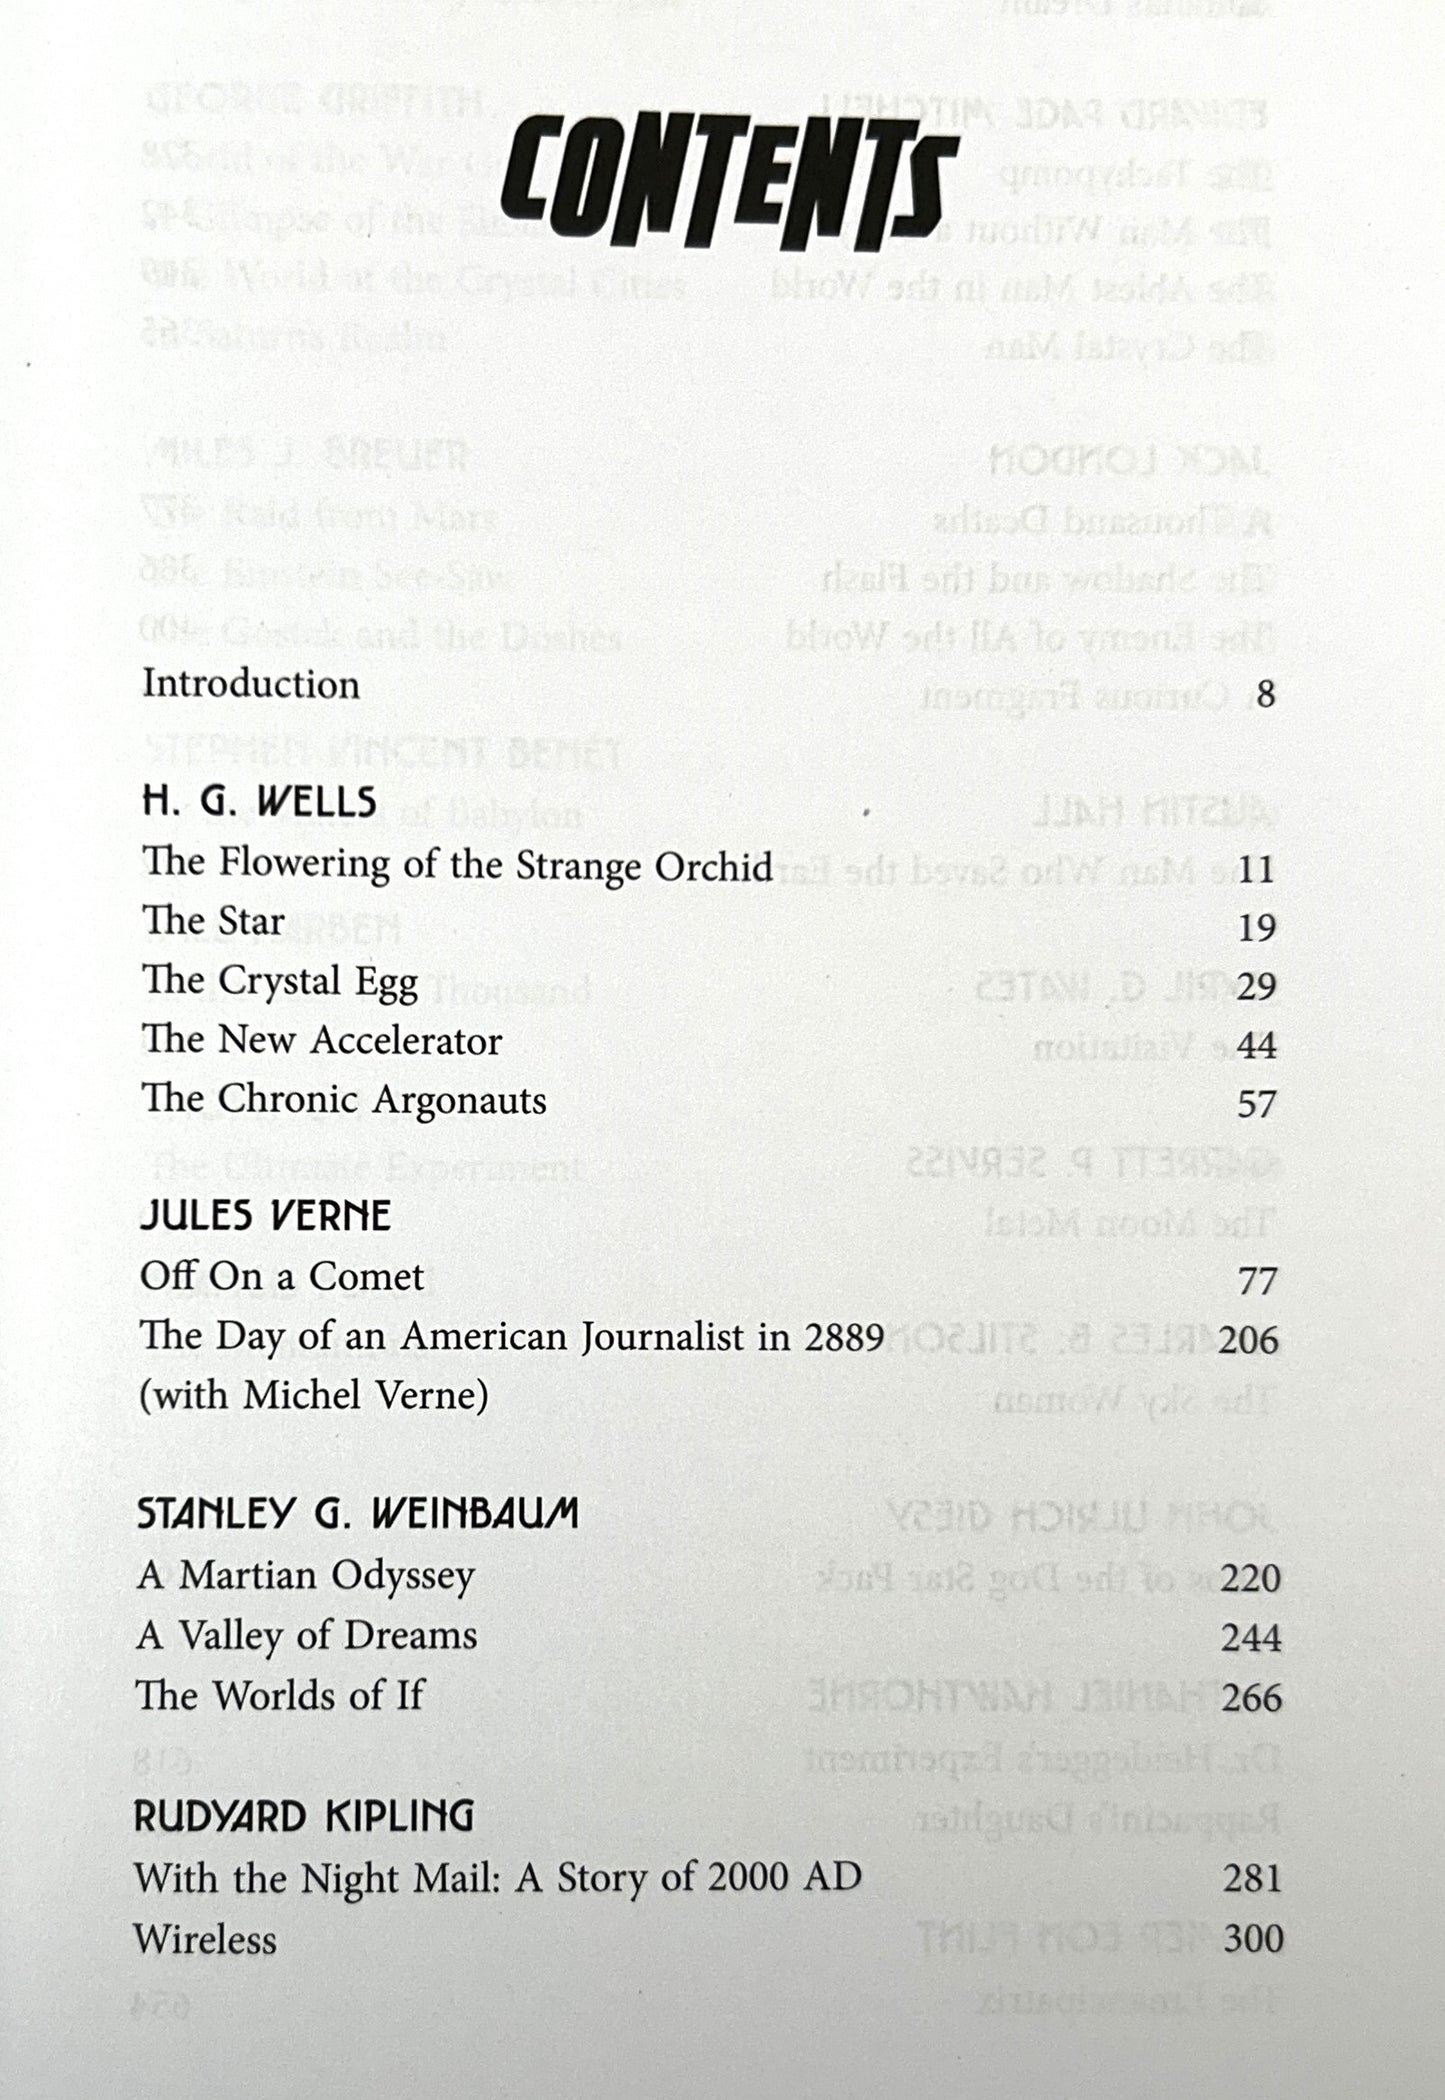 CONTENTS
Introduction 8
H. G. WELLS
The Flowering of the Strange Orchid 11
The Star 19
The Crystal Egg 29
The New Accelerator 44
The Chronic Argonauts 57
JULES VERNE
Off On a Comet 77
The Day of an American Journalist in 2889 206
(with Michel Verne)
STANLEY G. WEINBAUM
A Martian Odyssey 220
A Valley of Dreams 244
The Worlds of If 266
RUDYARD KIPLING
With the Night Mail: A Story of 2000 AD 281
Wireless 300